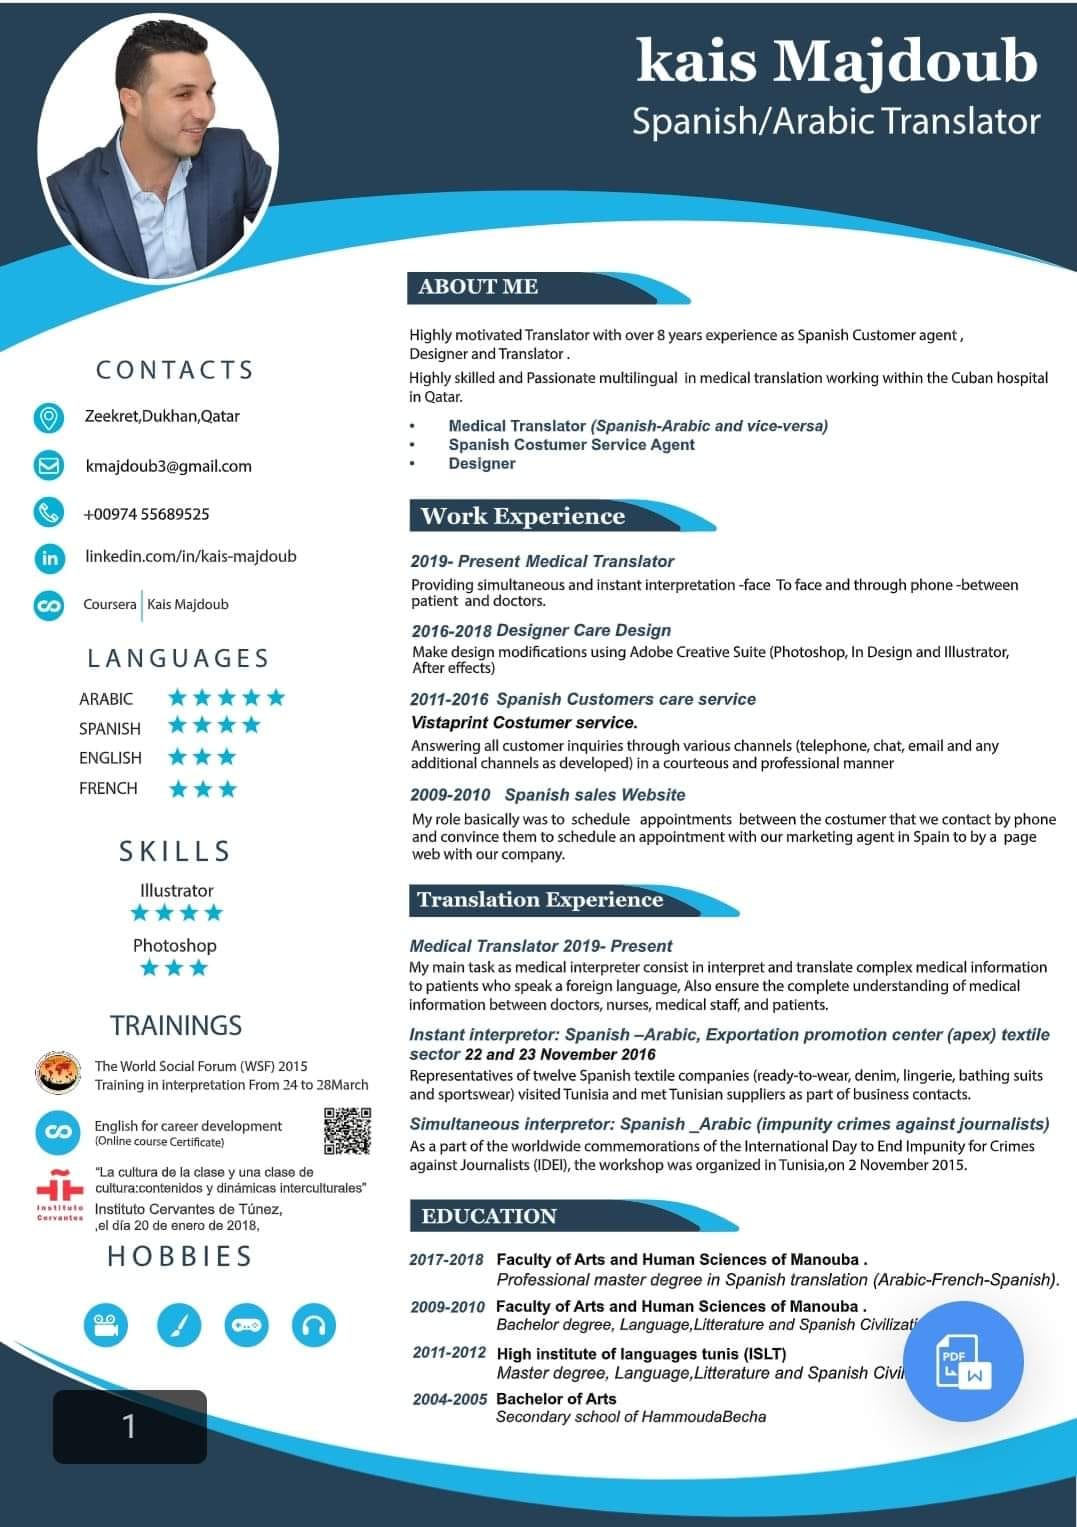 kais Majdoub
Spanish/Arabic Translator
CONTACTS
Zeekret,Dukhan,Qatar
kmajdoub3@gmail.com
+00974 55689525
in
linkedin.com/in/kais-majdoub
Coursera | Kais Majdoub
LANGUAGES
ARABIC
SPANISH
ENGLISH
FRENCH
SKILLS
Illustrator
Photoshop
TRAININGS
The World Social Forum (WSF) 2015
Training in interpretation From 24 to 28March
English for career development
(Online course Certificate)
"La cultura de la clase y una clase de
cultura:contenidos y dinámicas interculturales"
Instituto
Cervantes
Instituto Cervantes de Túnez,
,el día 20 de enero de 2018,
HOBBIES
ABOUT ME
Highly motivated Translator with over 8 years experience as Spanish Customer agent ,
Designer and Translator .
Highly skilled and Passionate multilingual in medical translation working within the Cuban hospital
in Qatar.
• Medical Translator (Spanish-Arabic and vice-versa)
• Spanish Costumer Service Agent
• Designer
Work Experience
2019- Present Medical Translator
Providing simultaneous and instant interpretation -face To face and through phone -between
patient and doctors.
2016-2018 Designer Care Design
Make design modifications using Adobe Creative Suite (Photoshop, In Design and Illustrator,
After effects)
2011-2016 Spanish Customers care service
Vistaprint Costumer service.
Answering all customer inquiries through various channels (telephone, chat, email and any
additional channels as developed) in a courteous and professional manner
2009-2010 Spanish sales Website
My role basically was to schedule appointments between the costumer that we contact by phone
and convince them to schedule an appointment with our marketing agent in Spain to by a page
web with our company.
Translation Experience
Medical Translator 2019- Present
My main task as medical interpreter consist in interpret and translate complex medical information
to patients who speak a foreign language, Also ensure the complete understanding of medical
information between doctors, nurses, medical staff, and patients.
Instant interpretor: Spanish –Arabic, Exportation promotion center (apex) textile
sector 22 and 23 November 2016
Representatives of twelve Spanish textile companies (ready-to-wear, denim, lingerie, bathing suits
and sportswear) visited Tunisia and met Tunisian suppliers as part of business contacts.
Simultaneous interpretor: Spanish _Arabic (impunity crimes against journalists)
As a part of the worldwide commemorations of the International Day to End Impunity for Crimes
against Journalists (IDEI), the workshop was organized in Tunisia,on 2 November 2015.
EDUCATION
2017-2018 Faculty of Arts and Human Sciences of Manouba .
Professional master degree in Spanish translation (Arabic-French-Spanish).
2009-2010 Faculty of Arts and Human Sciences of Manouba .
Bachelor degree, Language,Litterature and Spanish Civilizati
2011-2012 High institute of languages tunis (ISLT)
Master degree, Language,Litterature and Spanish Civil
2004-2005 Bachelor of Arts
Secondary school of HammoudaBecha
PDF
W
1